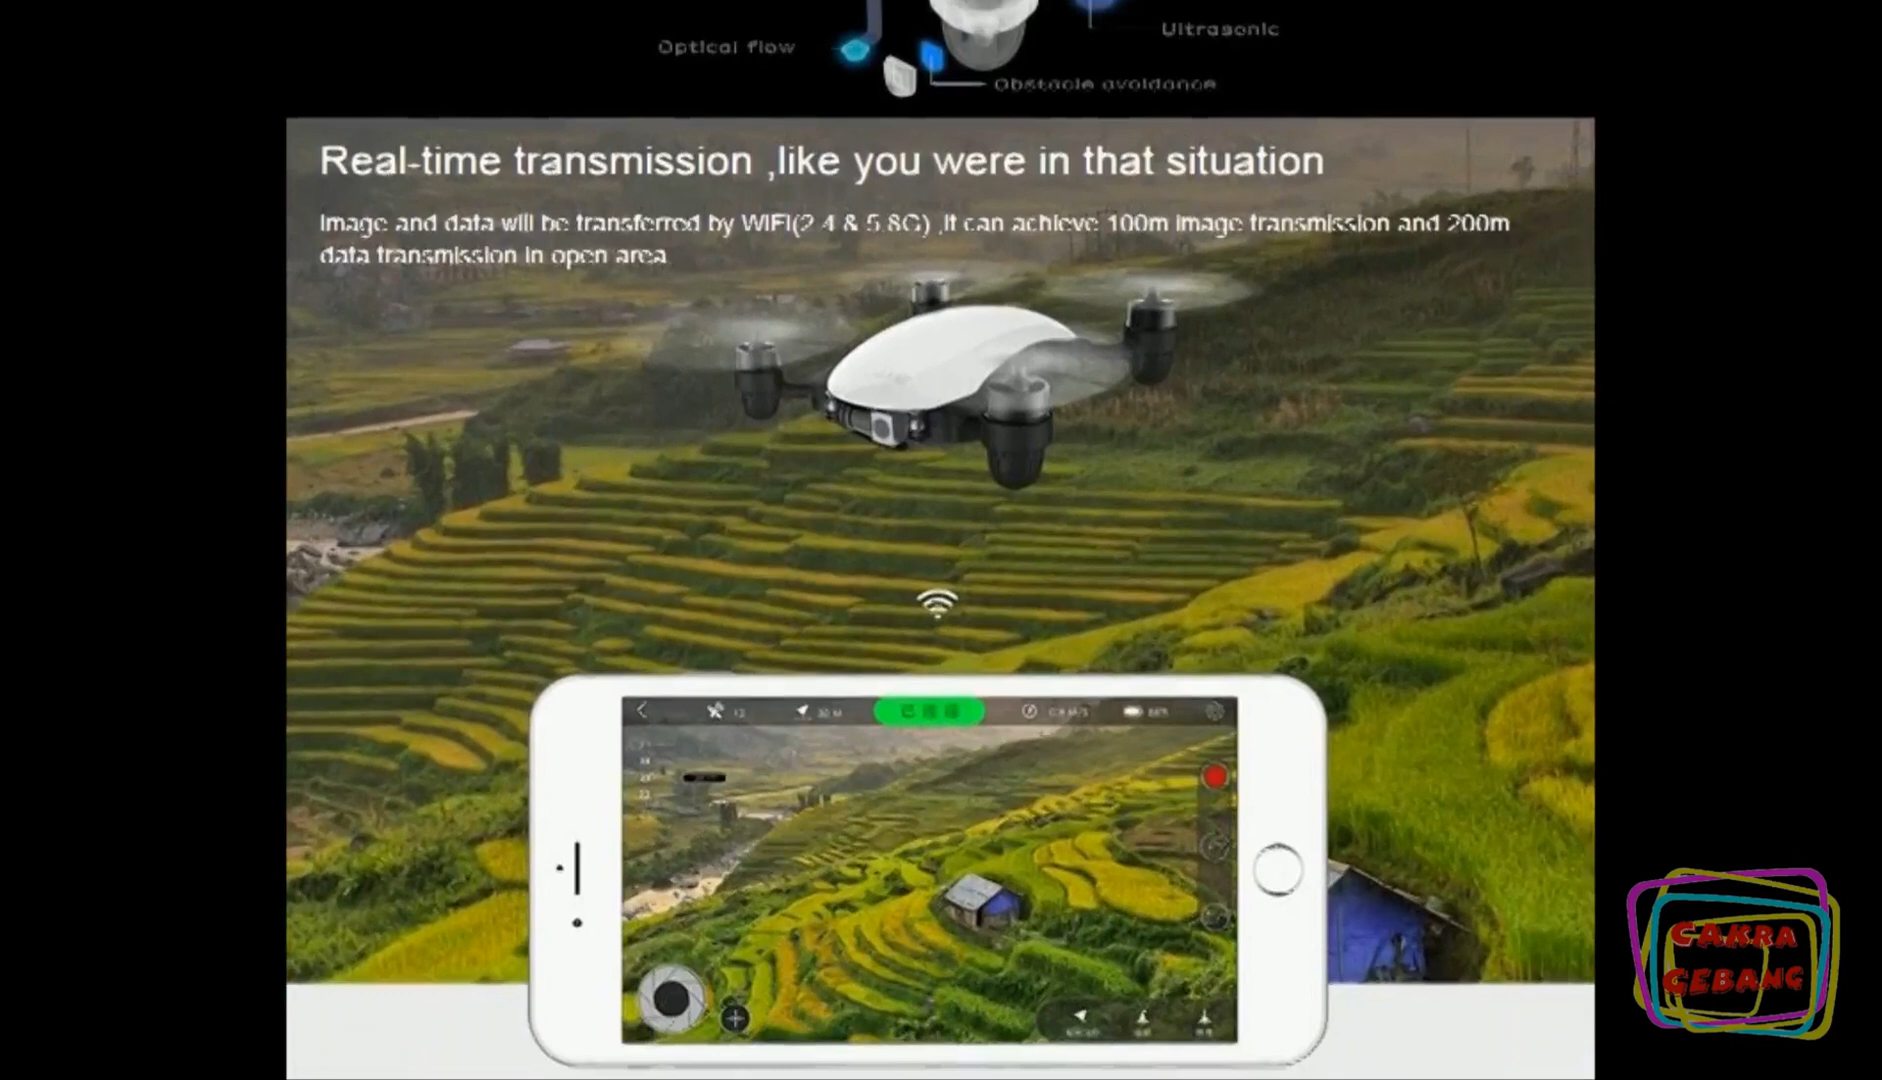 Ultrasonic
Optical flow
Obstacle avoidance
Real-time transmission ,like you were in that situation
Image and data will be transferred by WIFI(2.4 & 5.8G) ,it can achieve 100m image transmission and 200m
data transmission in open area
30 M
CAKRA
GEBANG